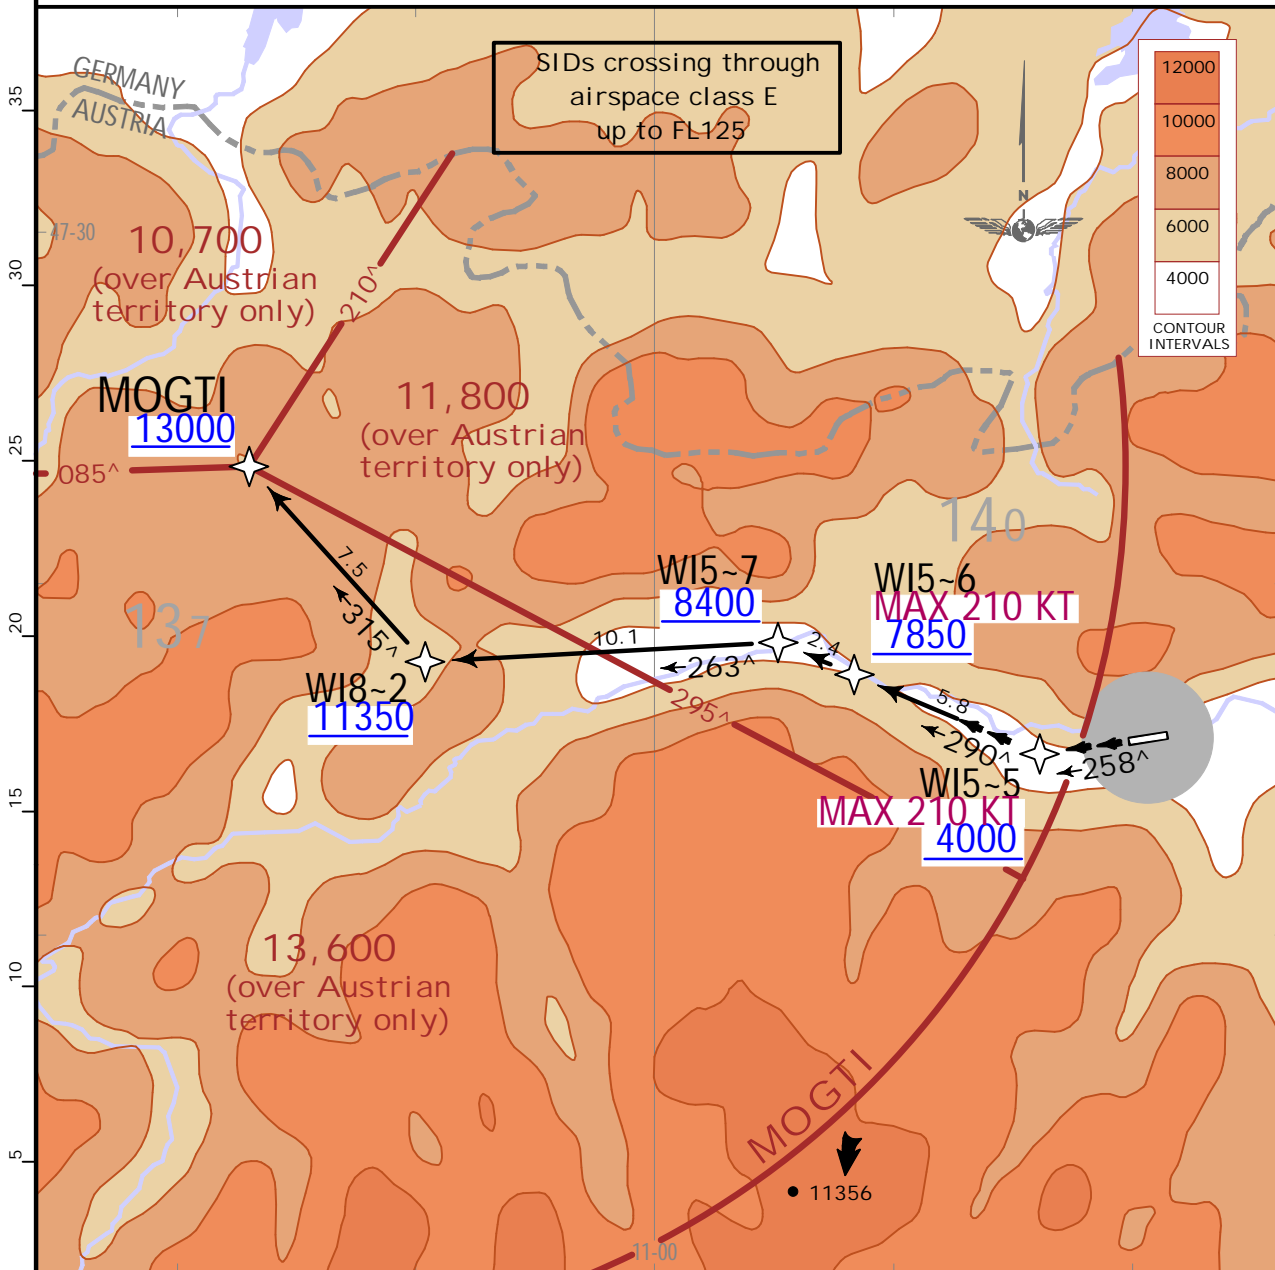 SIDs crossing through
airspace class E
up to FL125
GERMANY
AUSTRIA
12000
10000
8000
6000
4000
CONTOUR
INTERVALS
N
35
47-30
30
25
20
15
10
5
10,700
(over Austrian
territory only)
210^
MOGTI
13000
085^
11,800
(over Austrian
territory only)
140
137
7.5
315^
WI5~7
8400
WI5~6
MAX 210 KT
7850
10.1
2.4
263^
5.8
290^
258^
WI8~2
11350
295^
WI5~5
MAX 210 KT
4000
13,600
(over Austrian
territory only)
MOGTI
11356
11-00